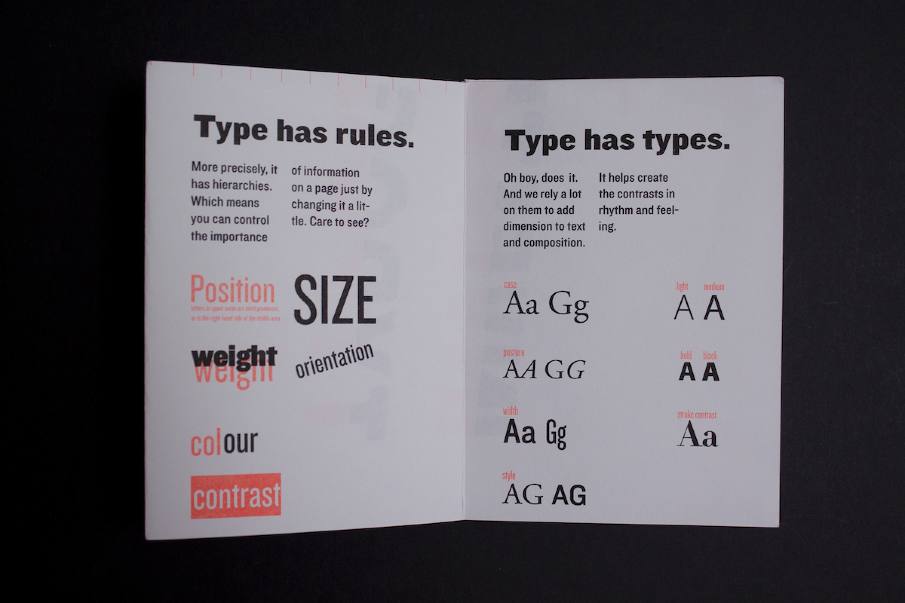 Type has rules.
More precisely, it
has hierarchies.
Which means
you can control
the importance
of information
on a page just by
changing it a lit-
tle. Care to see?
Position
SIZE
weight
weight
orientation
colour
contrast
Type has types.
Oh boy, does it.
And we rely a lot
on them to add
dimension to text
and composition.
It helps create
the contrasts in
rhythm and feel-
ing.
case
Aa Gg
light medium
A A
posture
AA GG
bold black
A A
width
Aa Gg
stroke contrast
Aa
style
AG AG